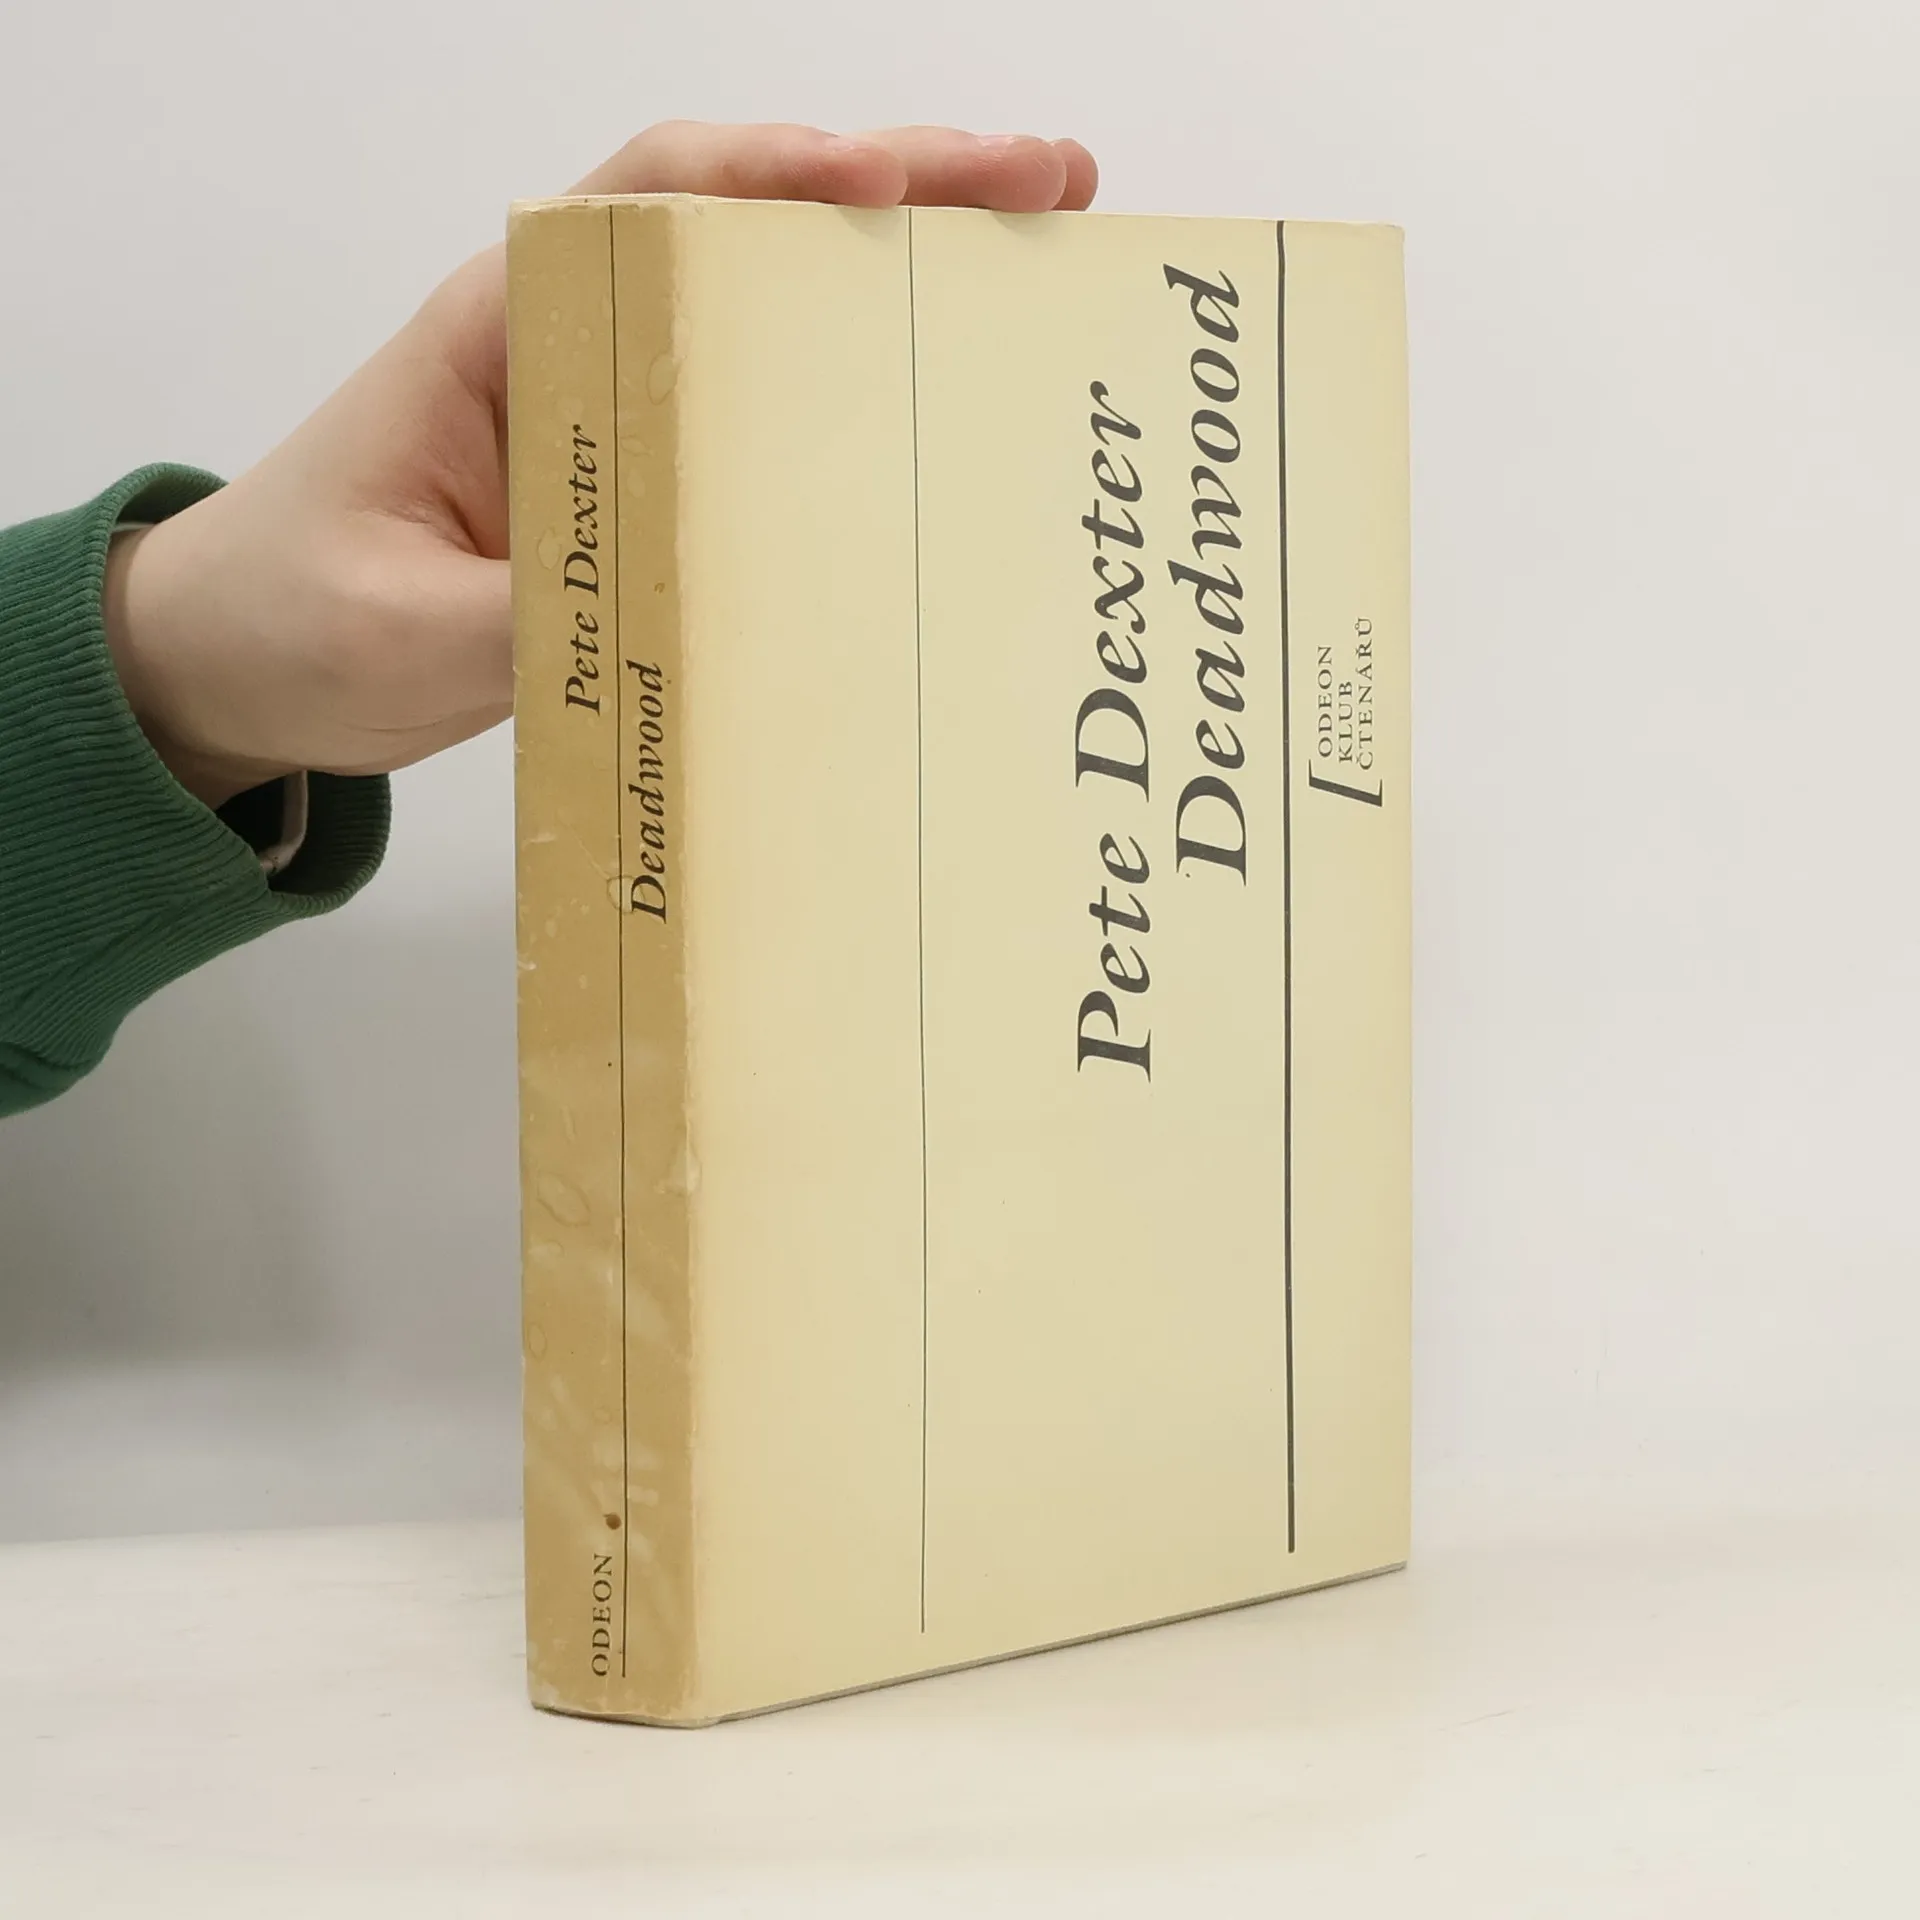 Pete Dexter
Deadwood
ODEON
Pete Dexter
Deadwood
ODEON
KLUB
ČTENÁŘŮ